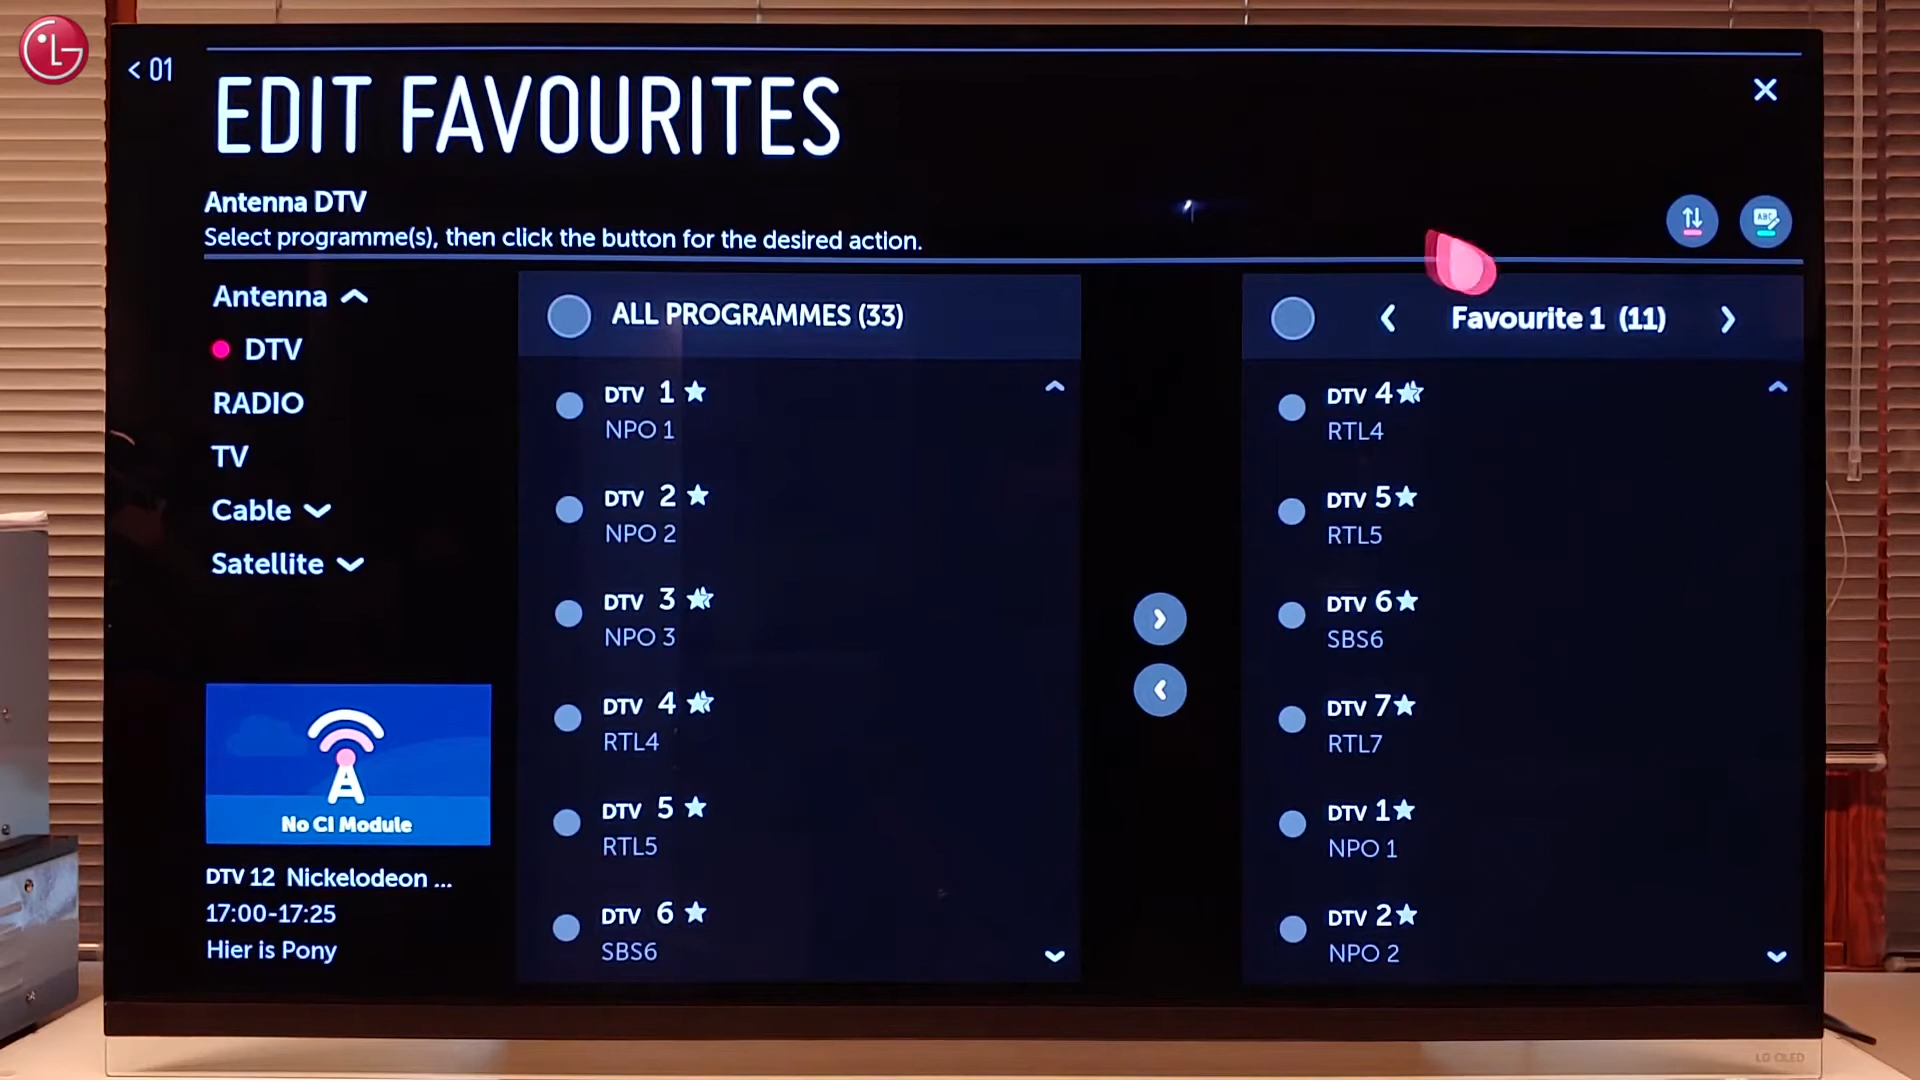 LG
< 01
EDIT FAVOURITES
Antenna DTV
Select programme(s), then click the button for the desired action.
ABC
Antenna
DTV
RADIO
TV
Cable
Satellite
No CI Module
DTV 12 Nickelodeon ...
17:00-17:25
Hier is Pony
ALL PROGRAMMES (33)
DTV 1
NPO 1
DTV 2
NPO 2
DTV 3
NPO 3
DTV 4
RTL4
DTV 5
RTL5
DTV 6
SBS6
Favourite 1 (11)
DTV 4
RTL4
DTV 5
RTL5
DTV 6
SBS6
DTV 7
RTL7
DTV 1
NPO 1
DTV 2
NPO 2
LG OLED